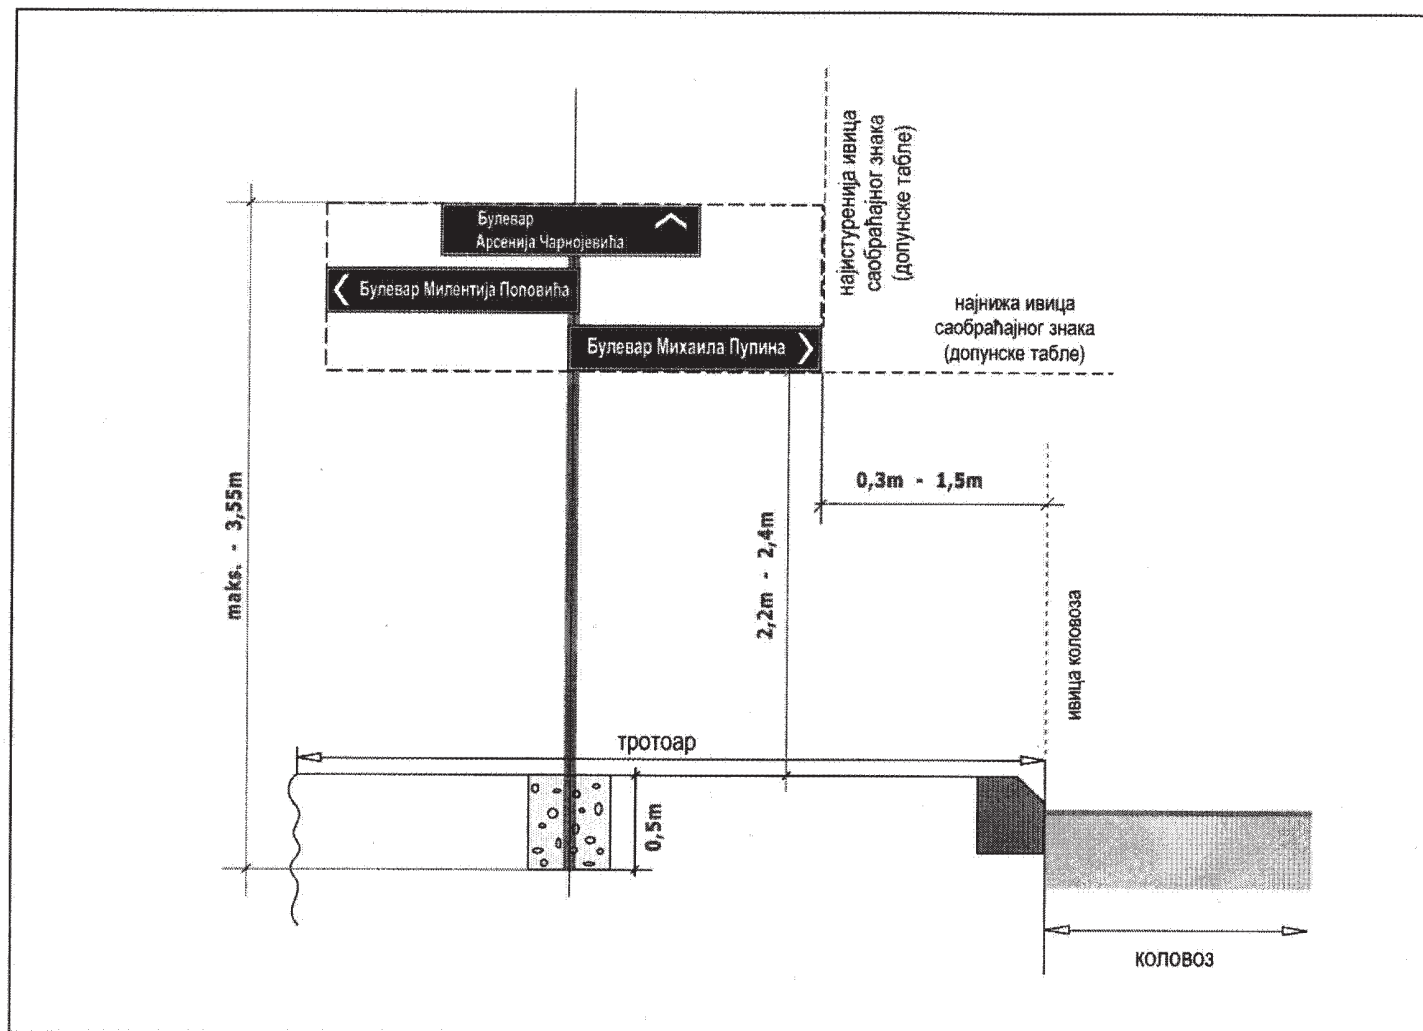 најистуренија ивица
саобраћајног знака
(допунске табле)
Булевар
Арсенија Чарнојевића
Булевар Милентија Поповића
Булевар Михаила Пупина
најнижа ивица
саобраћајног знака
(допунске табле)
0,3m - 1,5m
maks. - 3,55m
2,2m - 2,4m
ивица коловоза
тротоар
0,5m
коловоз